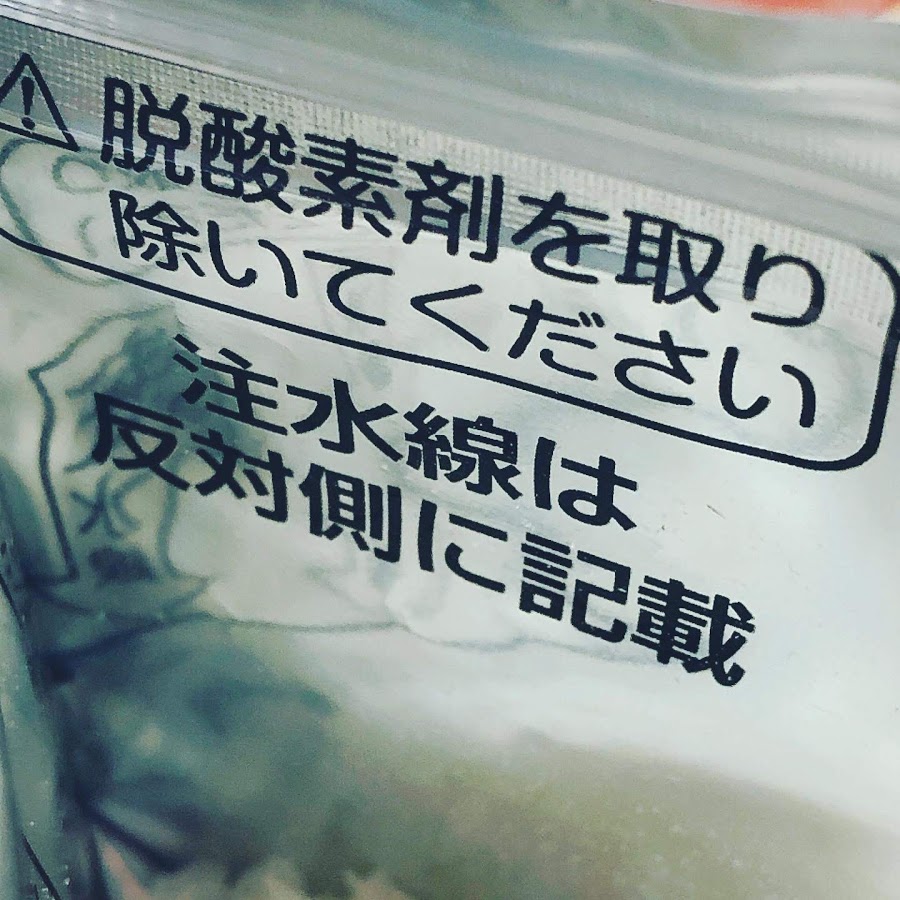 脱酸素剤を取り
除いてください
注水線は
反対側に記載